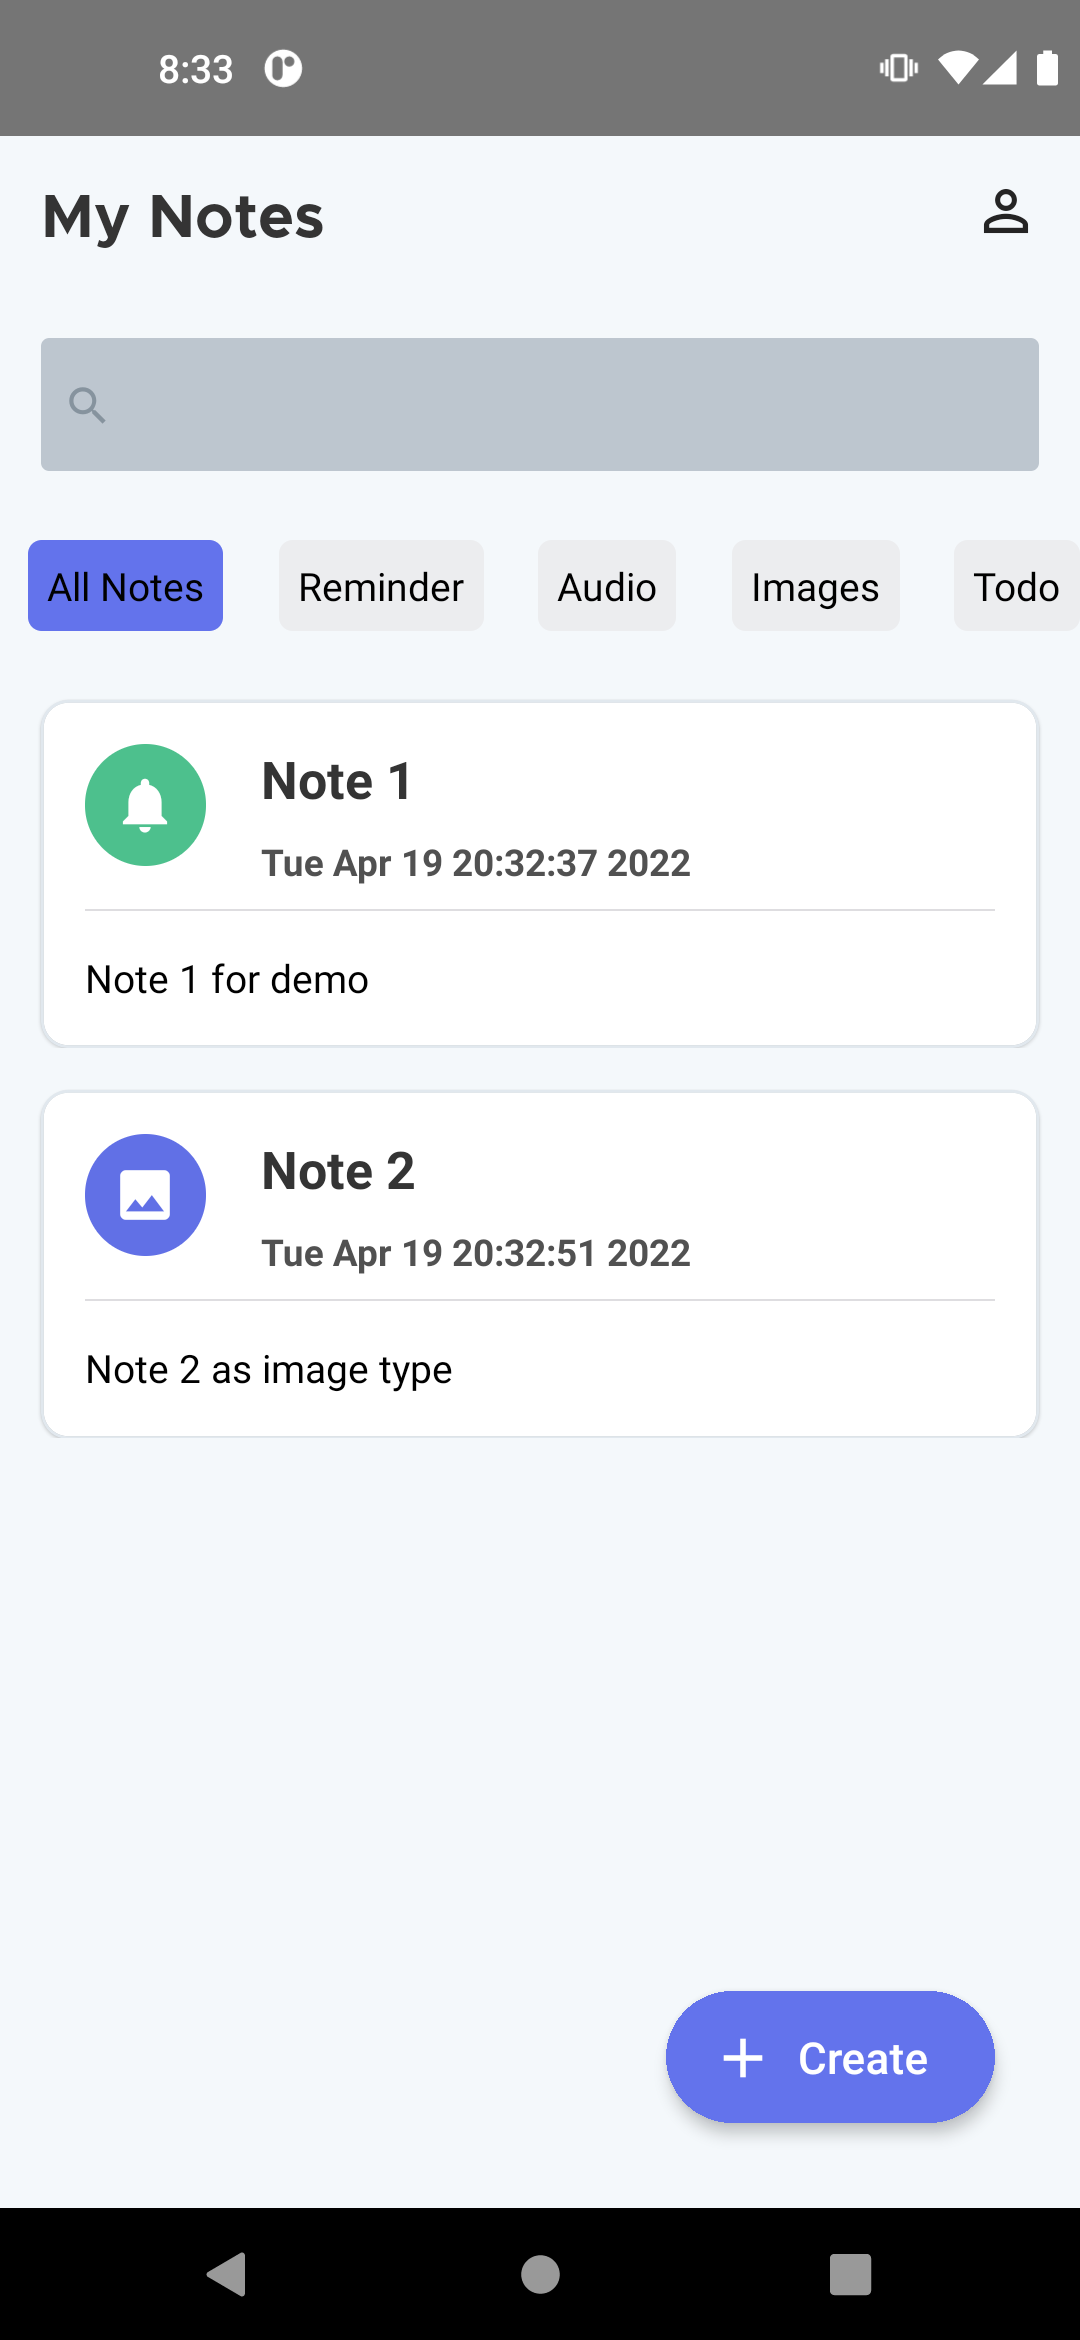 8:33
My Notes
All Notes Reminder Audio Images Todo
Note 1
Tue Apr 19 20:32:37 2022
Note 1 for demo
Note 2
Tue Apr 19 20:32:51 2022
Note 2 as image type
Create